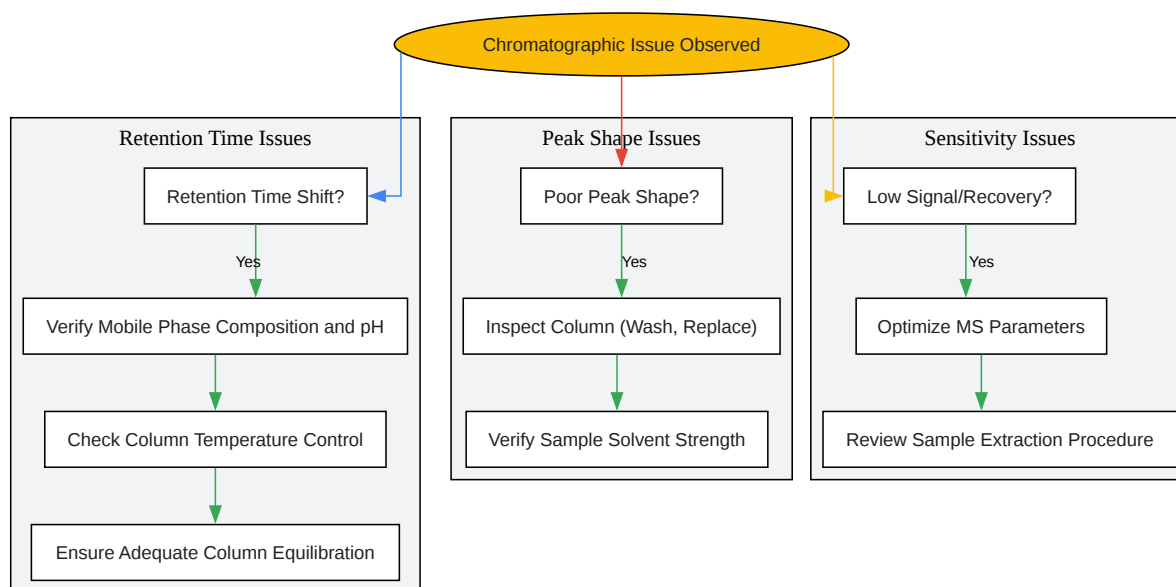 Chromatographic Issue Observed
Retention Time Issues
Retention Time Shift?
Yes
Verify Mobile Phase Composition and pH
Check Column Temperature Control
Ensure Adequate Column Equilibration
Peak Shape Issues
Poor Peak Shape?
Yes
Inspect Column (Wash, Replace)
Verify Sample Solvent Strength
Sensitivity Issues
Low Signal/Recovery?
Yes
Optimize MS Parameters
Review Sample Extraction Procedure